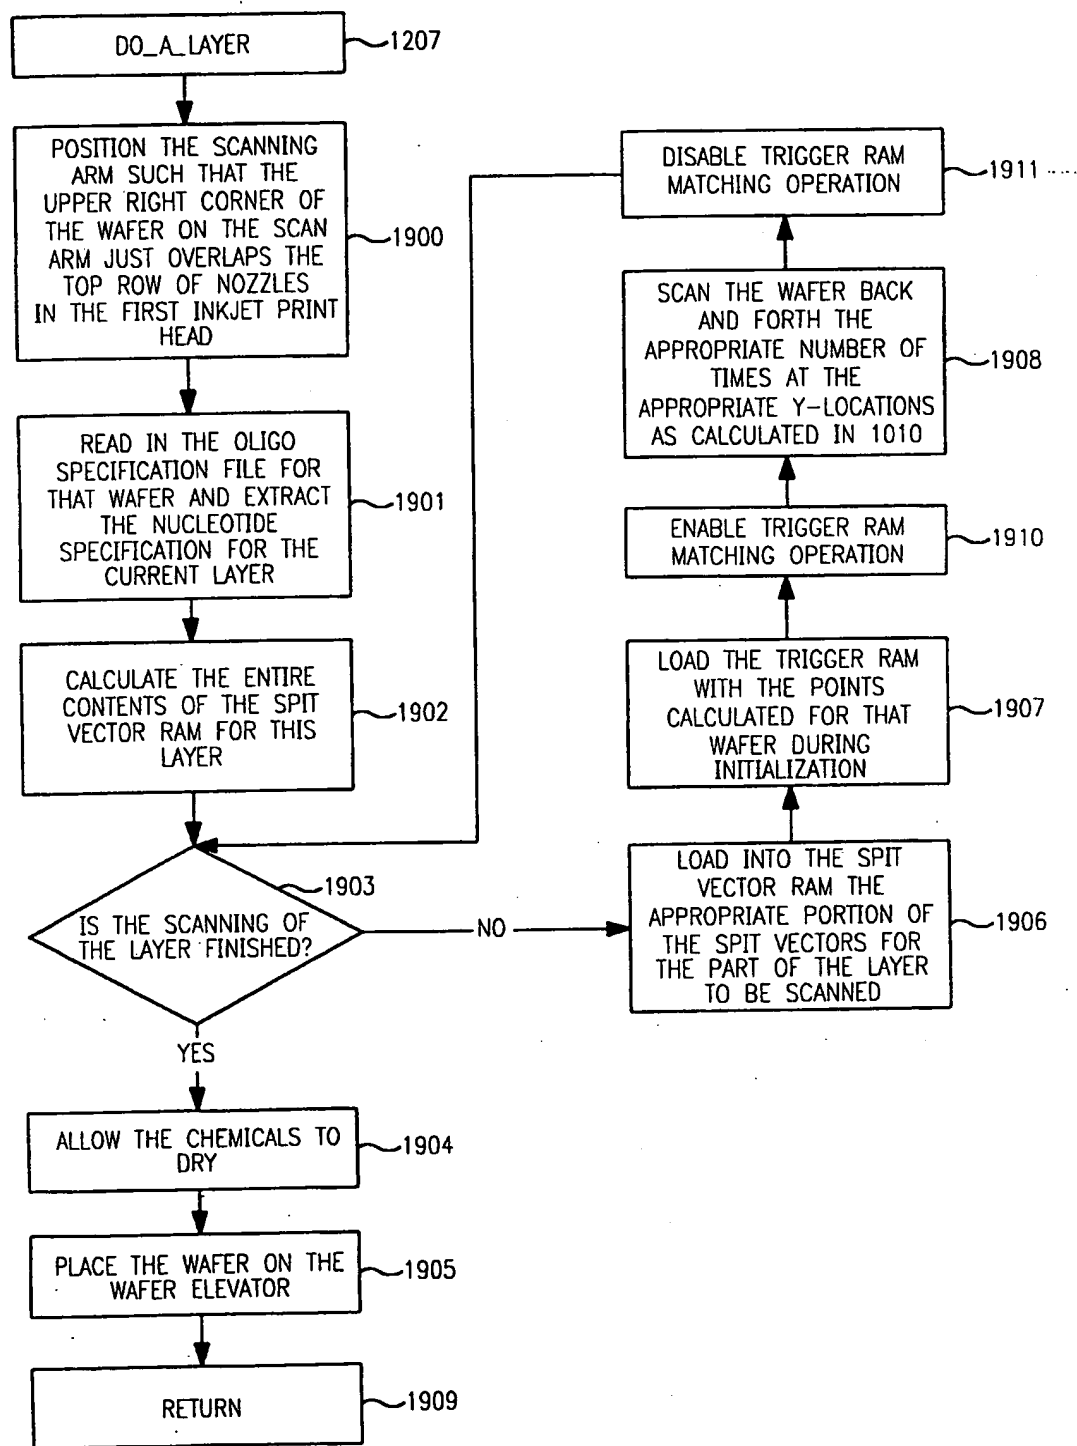 DO_A_LAYER
1207
POSITION THE SCANNING
ARM SUCH THAT THE
UPPER RIGHT CORNER OF
THE WAFER ON THE SCAN
ARM JUST OVERLAPS THE
TOP ROW OF NOZZLES
IN THE FIRST INKJET PRINT
HEAD
1900
READ IN THE OLIGO
SPECIFICATION FILE FOR
THAT WAFER AND EXTRACT
THE NUCLEOTIDE
SPECIFICATION FOR THE
CURRENT LAYER
1901
CALCULATE THE ENTIRE
CONTENTS OF THE SPIT
VECTOR RAM FOR THIS
LAYER
1902
1903
IS THE SCANNING OF
THE LAYER FINISHED?
NO
YES
ALLOW THE CHEMICALS TO
DRY
1904
PLACE THE WAFER ON THE
WAFER ELEVATOR
1905
RETURN
1909
DISABLE TRIGGER RAM
MATCHING OPERATION
1911
SCAN THE WAFER BACK
AND FORTH THE
APPROPRIATE NUMBER OF
TIMES AT THE
APPROPRIATE Y-LOCATIONS
AS CALCULATED IN 1010
1908
ENABLE TRIGGER RAM
MATCHING OPERATION
1910
LOAD THE TRIGGER RAM
WITH THE POINTS
CALCULATED FOR THAT
WAFER DURING
INITIALIZATION
1907
LOAD INTO THE SPIT
VECTOR RAM THE
APPROPRIATE PORTION OF
THE SPIT VECTORS FOR
THE PART OF THE LAYER
TO BE SCANNED
1906